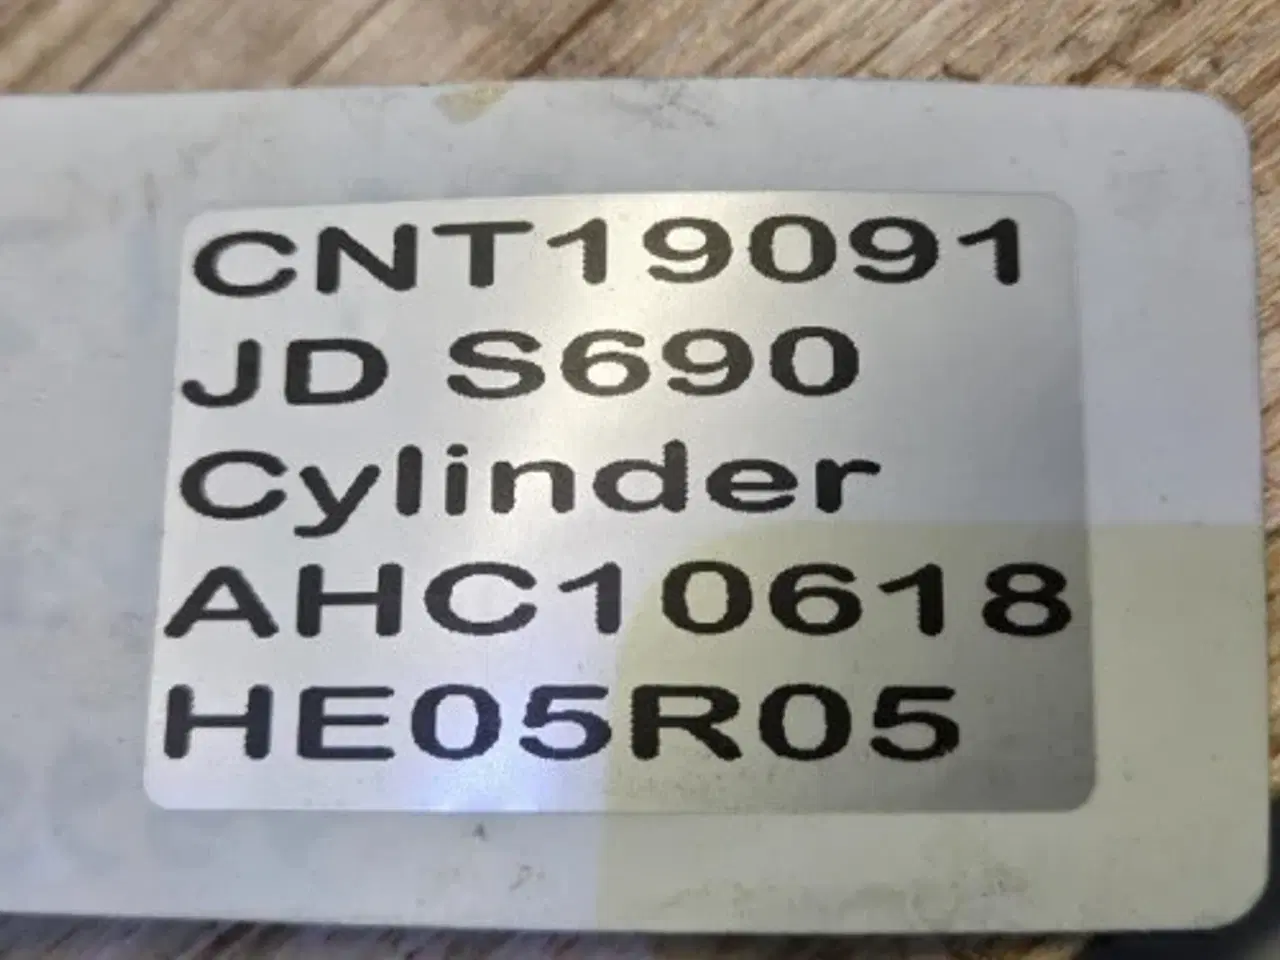 CNT19091
JD S690
Cylinder
AHC10618
HE05R05